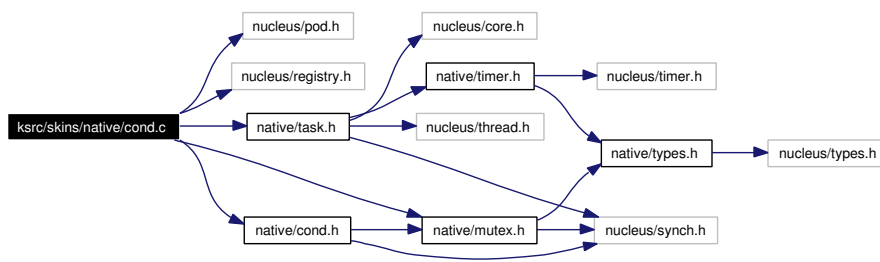 nucleus/pod.h
nucleus/core.h
nucleus/registry.h
native/timer.h
nucleus/timer.h
ksrc/skins/native/cond.c
native/task.h
nucleus/thread.h
native/types.h
nucleus/types.h
native/cond.h
native/mutex.h
nucleus/synch.h